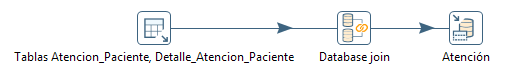 Tablas Atencion_Paciente, Detalle_Atencion_Paciente
Database join
Atención